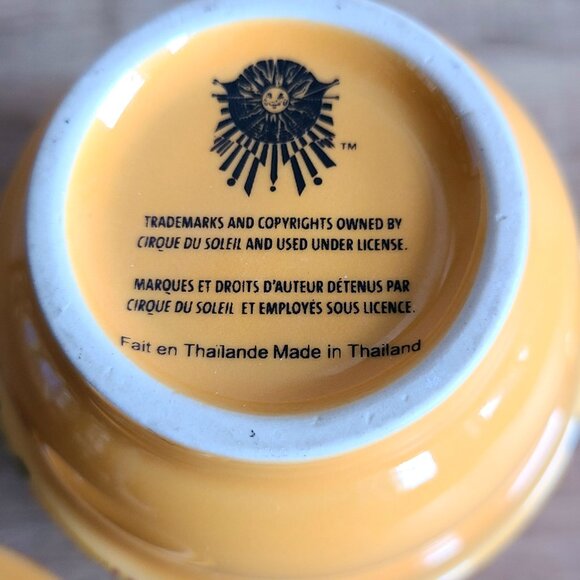 TM
TRADEMARKS AND COPYRIGHTS OWNED BY
CIRQUE DU SOLEIL AND USED UNDER LICENSE.
MARQUES ET DROITS D'AUTEUR DÉTENUS PAR
CIRQUE DU SOLEIL ET EMPLOYÉS SOUS LICENCE.
Fait en Thaïlande Made in Thailand